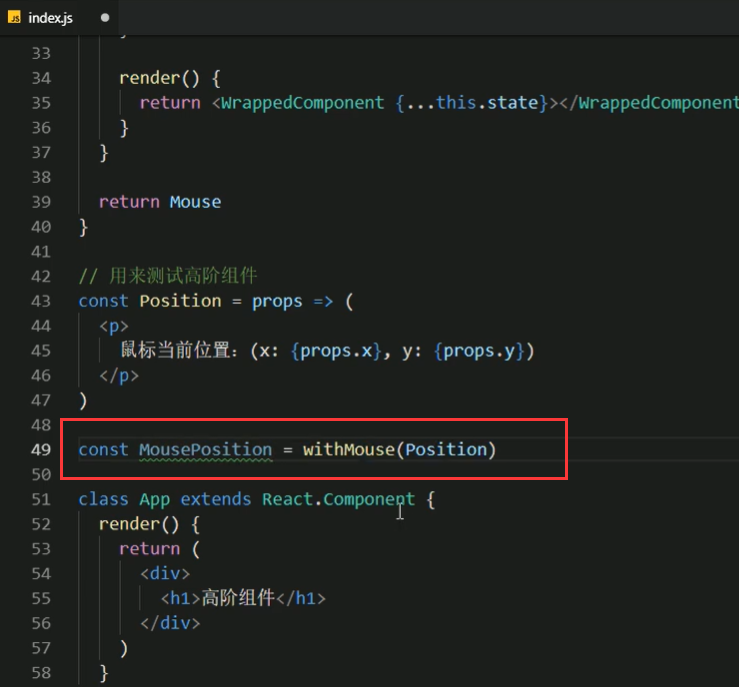 JS index.js ●
33
34 render() {
35 return <WrappedComponent {...this.state}></WrappedComponent
36 }
37 }
38
39 return Mouse
40 }
41
42 // 用来测试高阶组件
43 const Position = props => (
44 <p>
45 鼠标当前位置：(x: {props.x}, y: {props.y})
46 </p>
47 )
48
49 const MousePosition = withMouse(Position)
50
51 class App extends React.Component {
52 render() {
53 return (
54 <div>
55 <h1>高阶组件</h1>
56 </div>
57 )
58 }